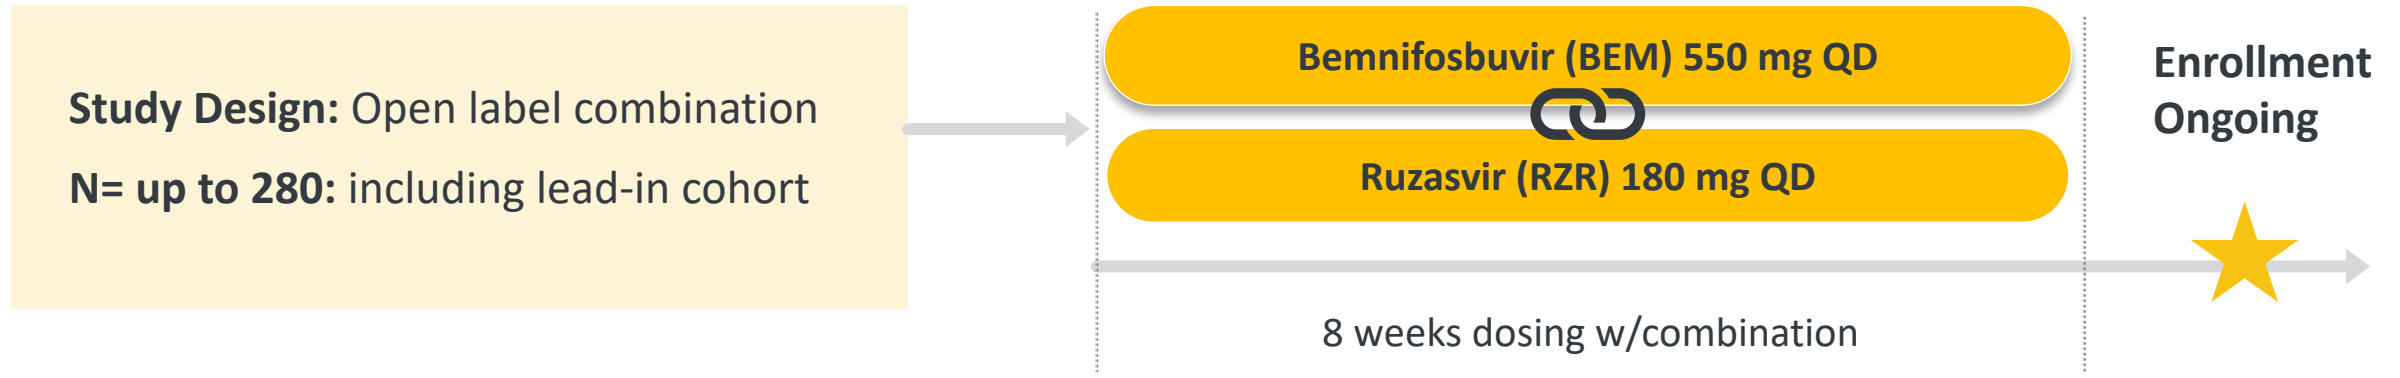 Study Design: Open label combination
N= up to 280: including lead-in cohort
Bemnifosbuvir (BEM) 550 mg QD
Ruzasvir (RZR) 180 mg QD
8 weeks dosing w/combination
Enrollment
Ongoing